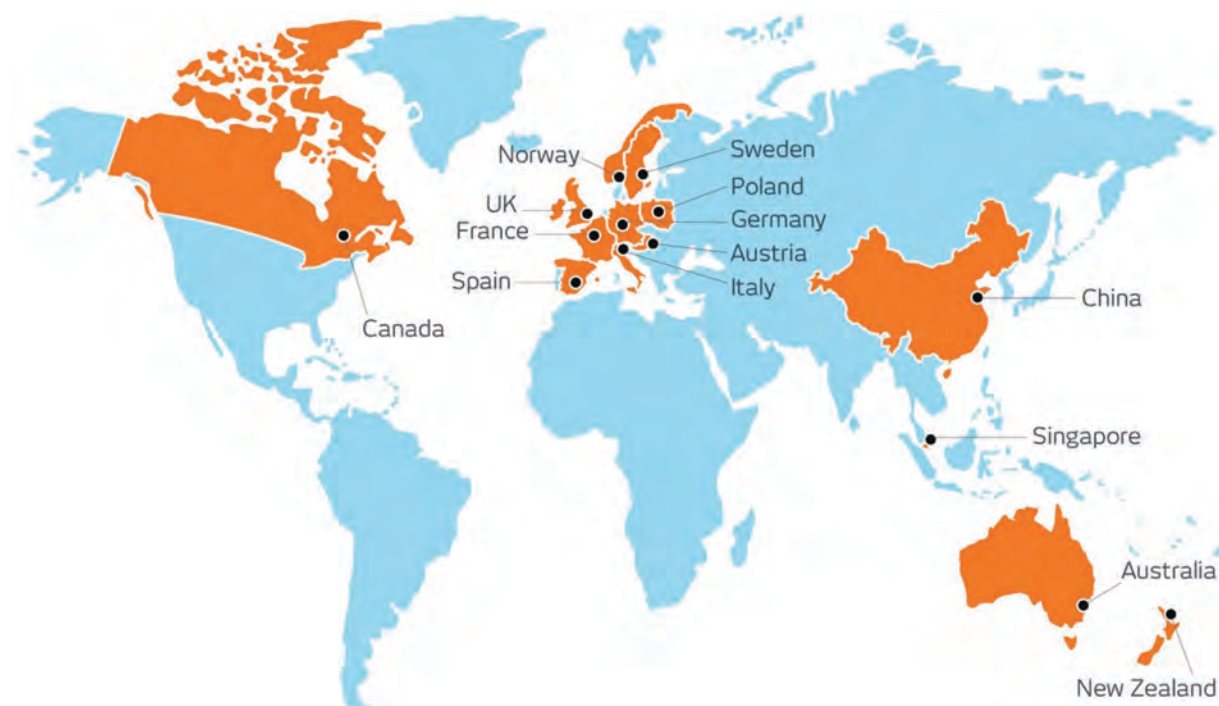 Norway
Sweden
Poland
UK
Germany
France
Austria
Spain
Italy
China
Canada
Singapore
Australia
New Zealand